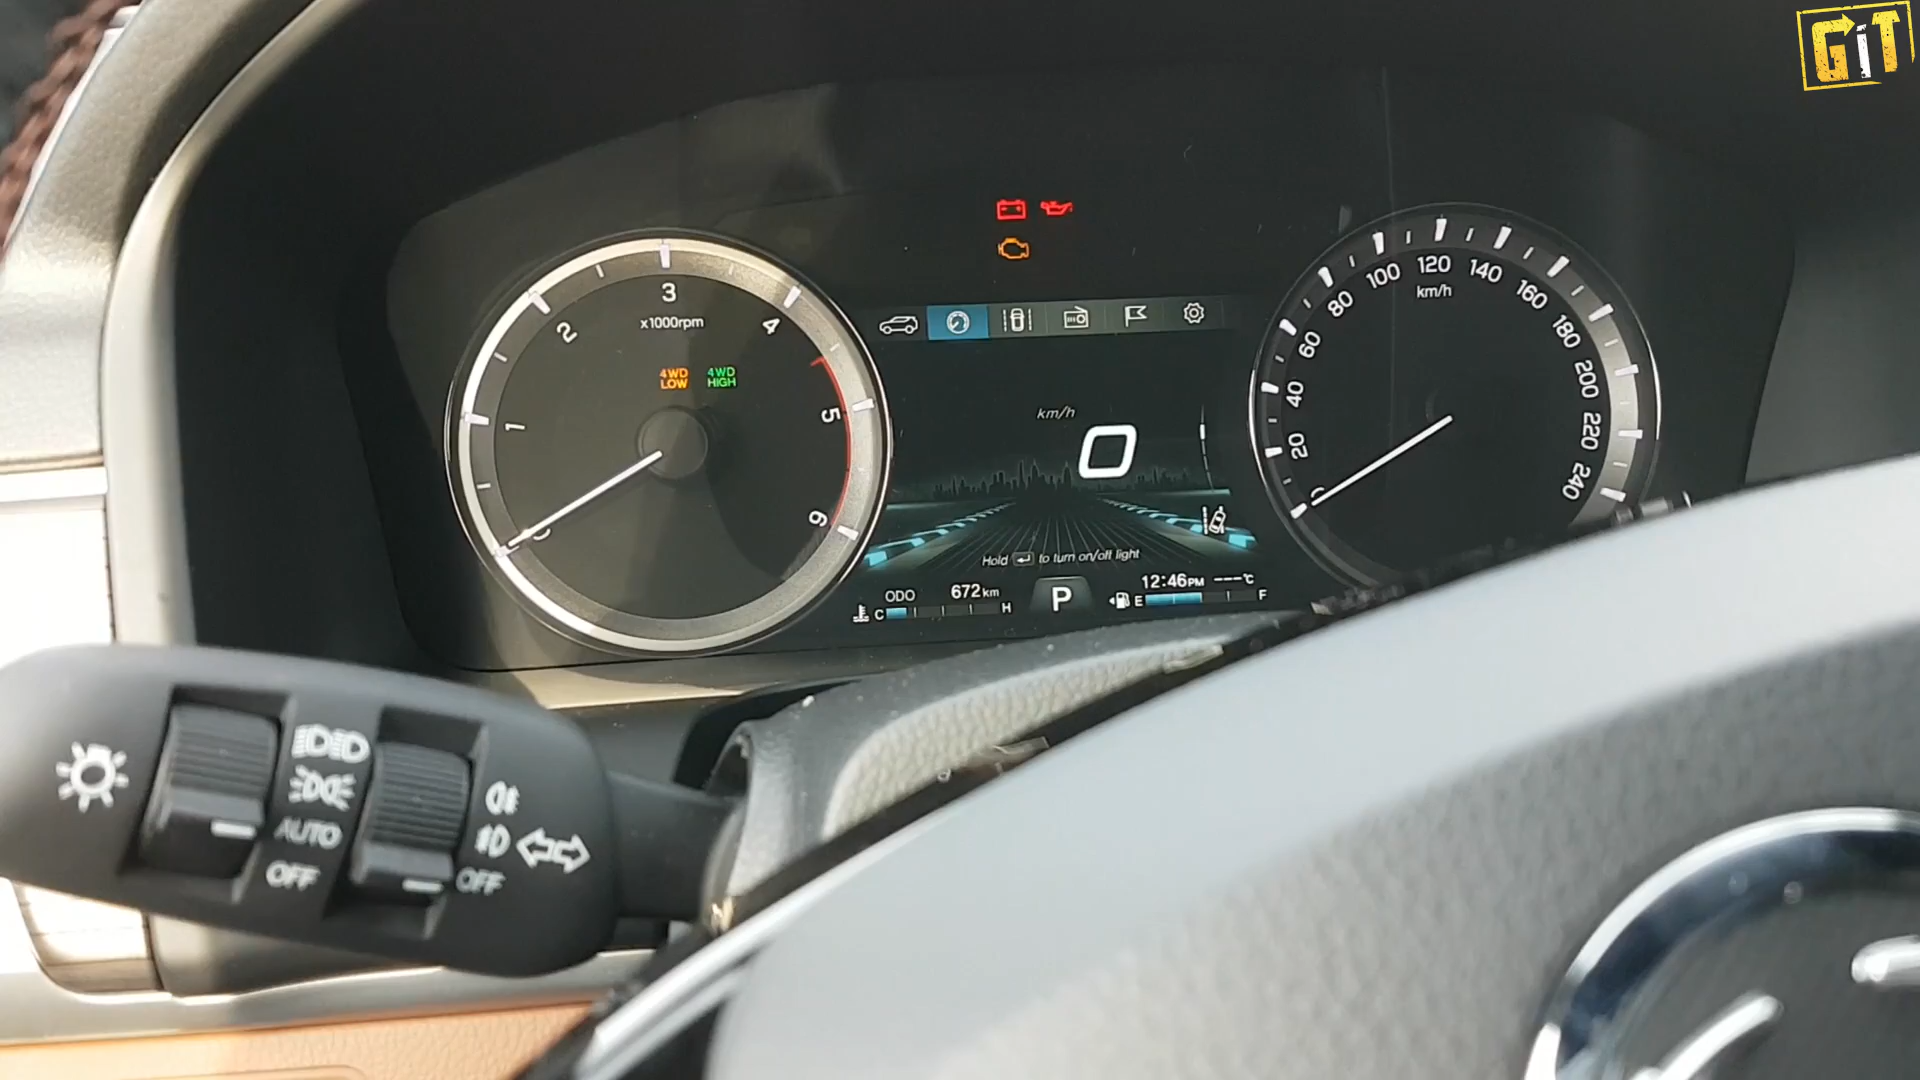 GiT
1
2
3
4
5
6
x1000rpm
4WD LOW
4WD HIGH
km/h
0
Hold to turn on/off light
ODO 672 km
C H
P
12:46PM ---°C
E F
20
40
60
80
100
120
140
160
180
200
220
240
km/h
AUTO
OFF
OFF